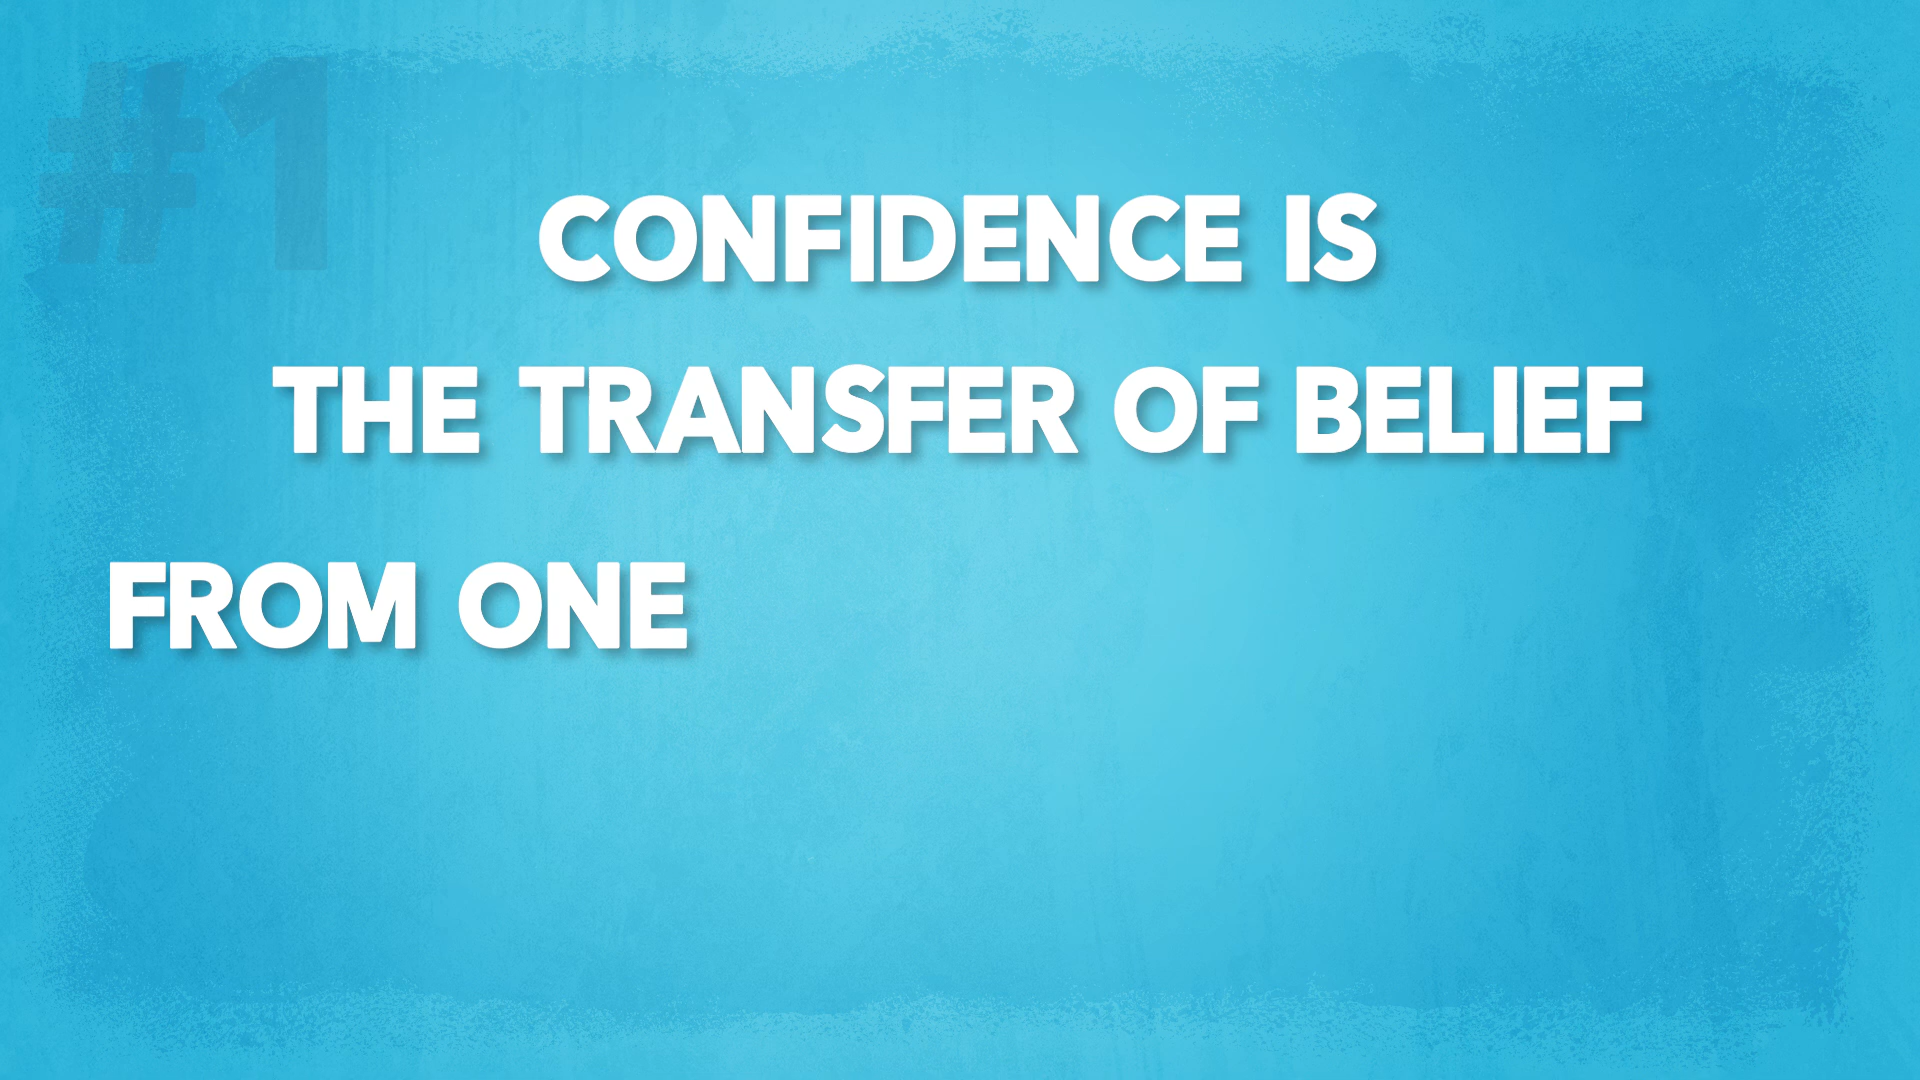 #1
CONFIDENCE IS
THE TRANSFER OF BELIEF
FROM ONE